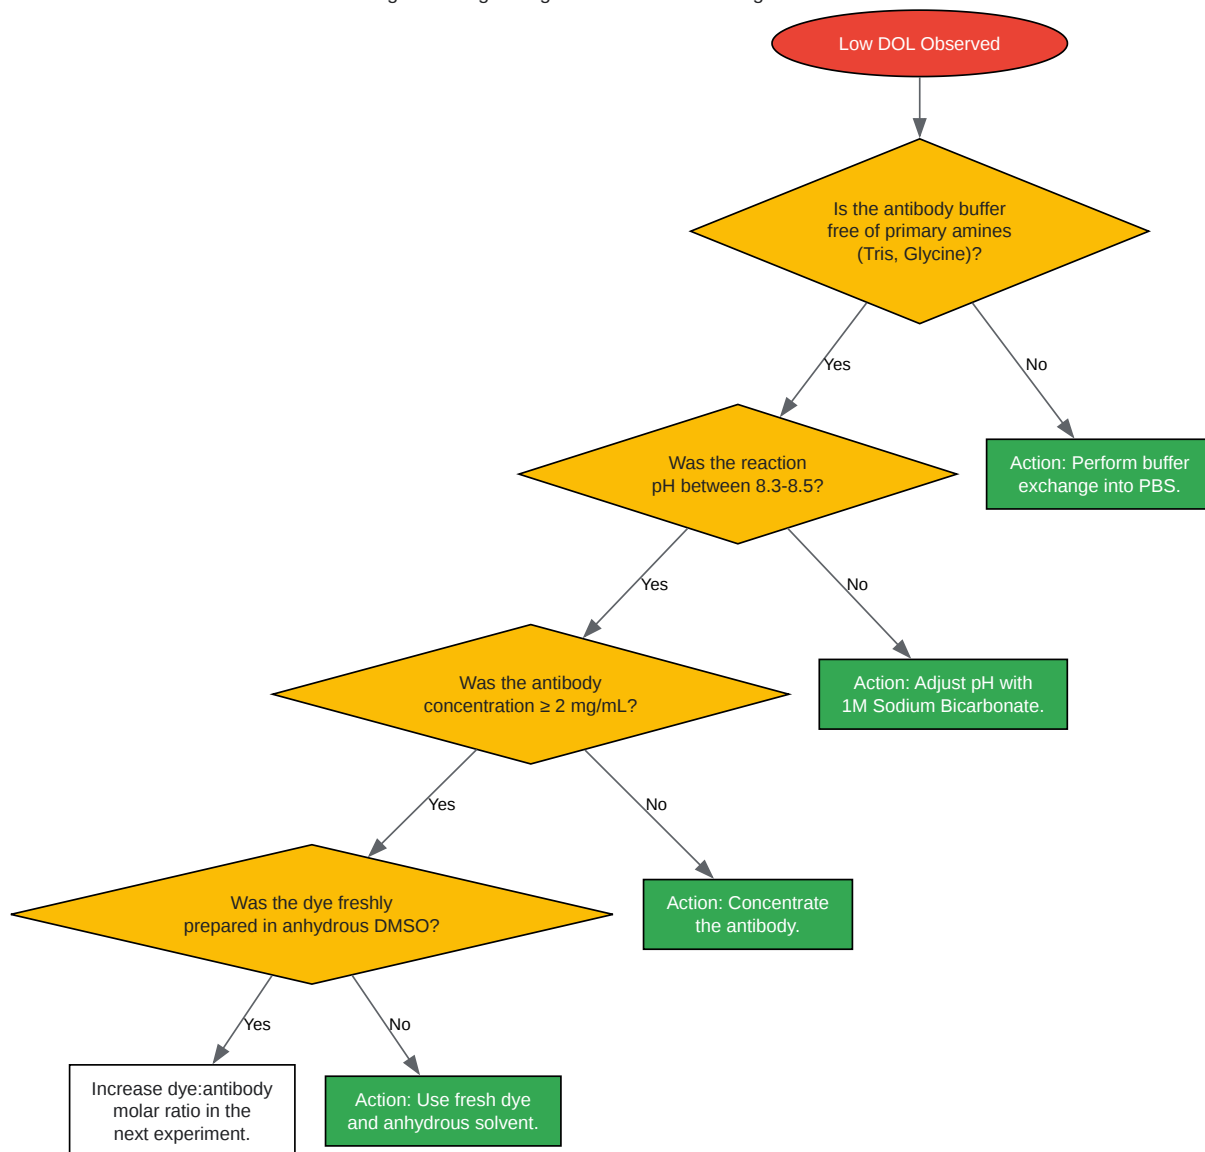 Low DOL Observed
Is the antibody buffer
free of primary amines
(Tris, Glycine)?
Yes
No
Was the reaction
pH between 8.3-8.5?
Action: Perform buffer
exchange into PBS.
Yes
No
Was the antibody
concentration ≥ 2 mg/mL?
Action: Adjust pH with
1M Sodium Bicarbonate.
Yes
No
Was the dye freshly
prepared in anhydrous DMSO?
Action: Concentrate
the antibody.
Yes
No
Increase dye:antibody
molar ratio in the
next experiment.
Action: Use fresh dye
and anhydrous solvent.